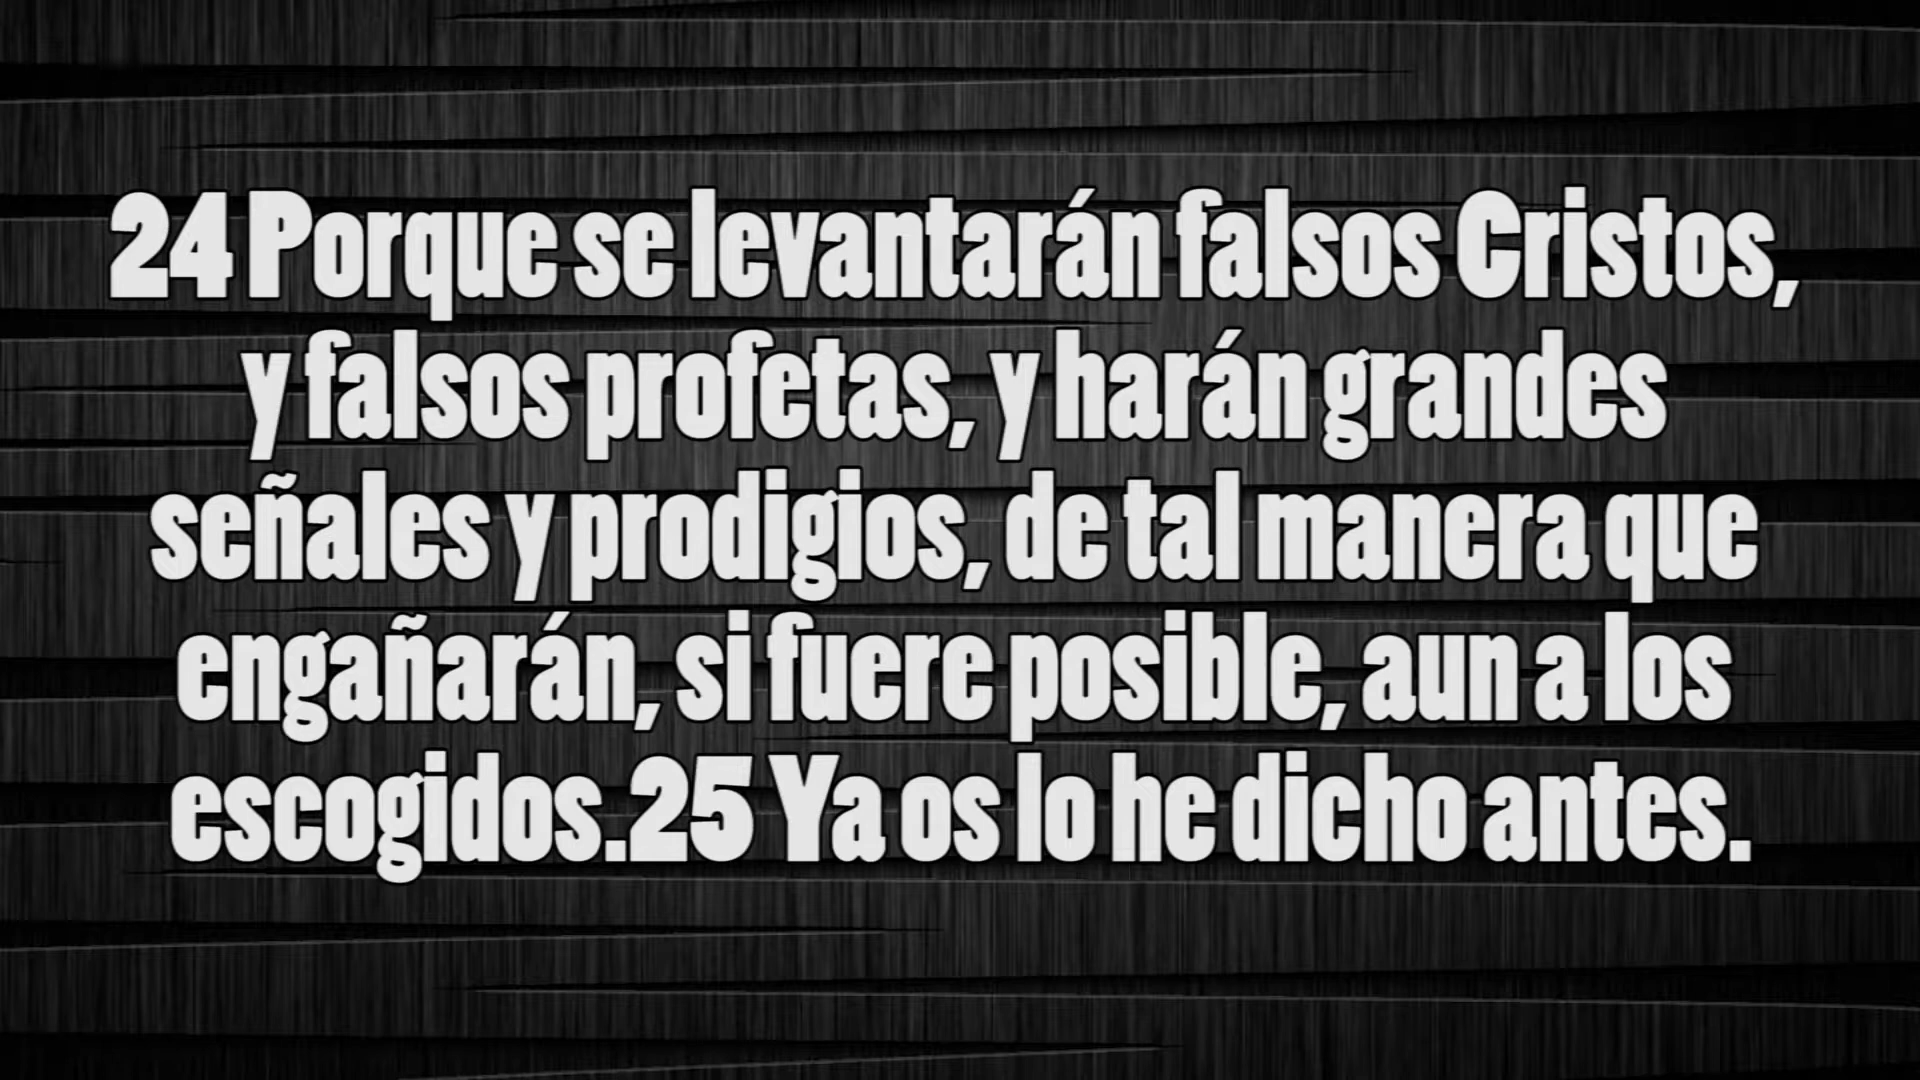 24 Porque se levantarán falsos Cristos,
y falsos profetas, y harán grandes
señales y prodigios, de tal manera que
engañarán, si fuere posible, aun a los
escogidos.25 Ya os lo he dicho antes.